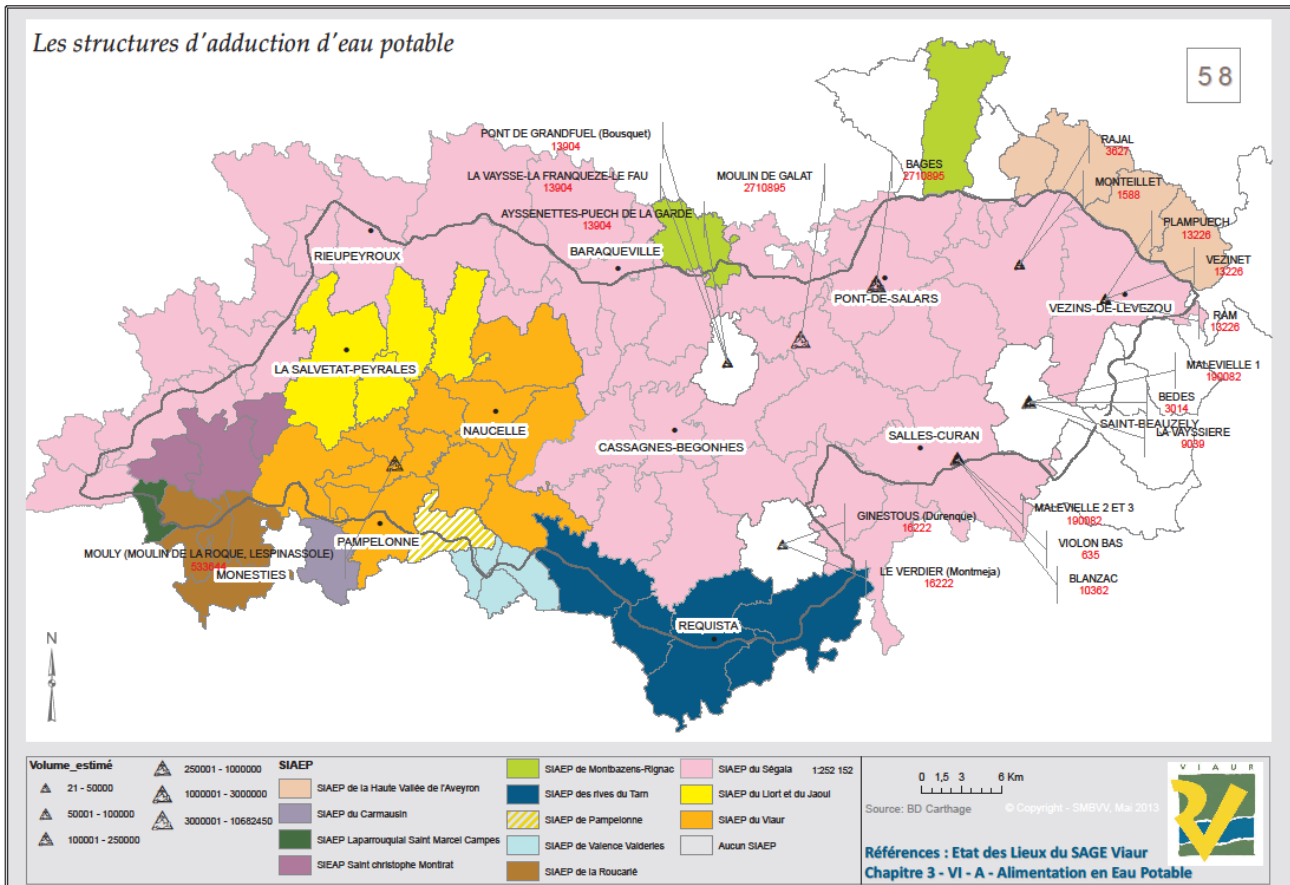 Les structures d'adduction d'eau potable
58
PONT DE GRANDFUEL (Bousquet)
13904
LA VAYSSE-LA FRANQUEZE-LE FAU
13904
AYSSENETTES-PUECH DE LA GARDE
13904
MOULIN DE GALAT
2710895
BAGES
2710895
RAJAL
3627
MONTEILLET
1588
PLAMPUECH
13226
VEZINET
13226
RAM
13226
MALEVIELLE 1
190082
BEDES
3014
SAINT-BEAUZELY
LA VAYSSIERE
9039
RIEUPEYROUX
BARAQUEVILLE
PONT-DE-SALARS
VEZINS-DE-LEVEZOU
LA SALVETAT-PEYRALES
NAUCELLE
CASSAGNES-BEGONHES
SALLES-CURAN
MALEVIELLE 2 ET 3
190082
VIOLON BAS
635
BLANZAC
10362
GINESTOUS (Durenque)
16222
LE VERDIER (Montmeja)
16222
PAMPELONNE
MOULY (MOULIN DE LA ROQUE, LESPINASSOLE)
533644
MONESTIES
REQUISTA
N
Volume_estimé
21 - 50000
50001 - 100000
100001 - 250000
250001 - 1000000
1000001 - 3000000
3000001 - 10682450
SIAEP
SIAEP de la Haute Vallée de l'Aveyron
SIAEP du Carmausin
SIAEP Laparrouquial Saint Marcel Campes
SIEAP Saint christophe Montirat
SIAEP de Montbazens-Rignac
SIAEP des rives du Tarn
SIAEP de Pampelonne
SIAEP de Valence Valderies
SIAEP de la Roucarié
SIAEP du Ségala
SIAEP du Liort et du Jaoul
SIAEP du Viaur
Aucun SIAEP
1:252 152
0 1,5 3 6 Km
Source: BD Carthage
© Copyright - SMBVV, Mai 2013
Références : Etat des Lieux du SAGE Viaur
Chapitre 3 - VI - A - Alimentation en Eau Potable
VIAUR